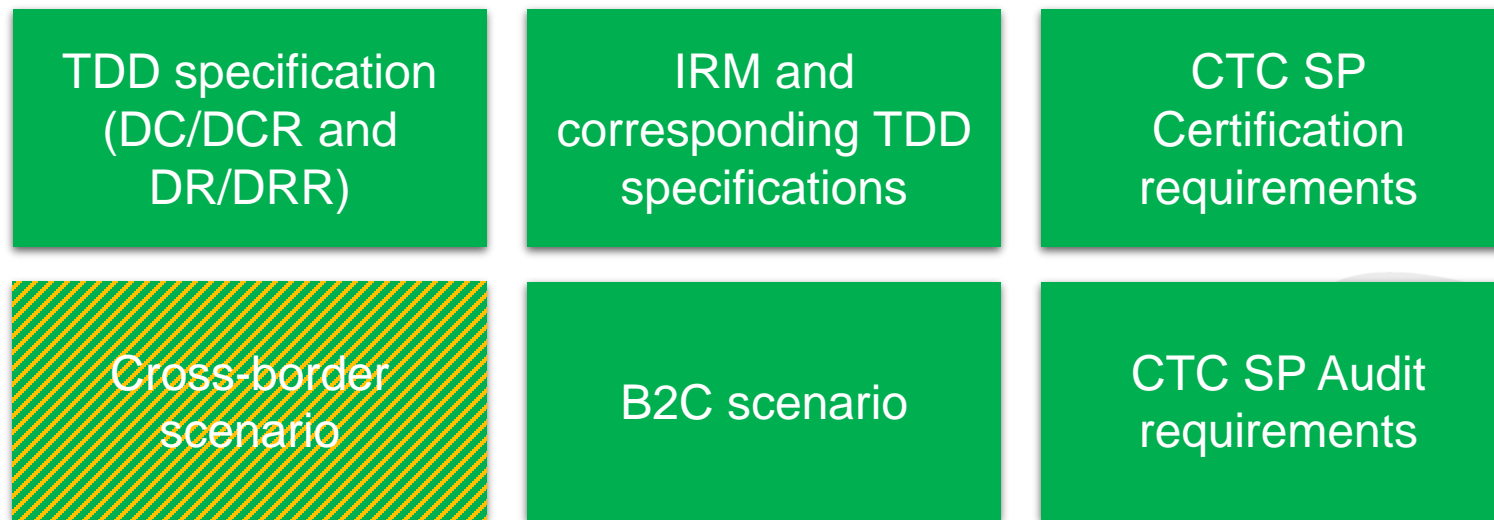 TDD specification
(DC/DCR and
DR/DRR)
IRM and
corresponding TDD
specifications
CTC SP
Certification
requirements
Cross-border
scenario
B2C scenario
CTC SP Audit
requirements